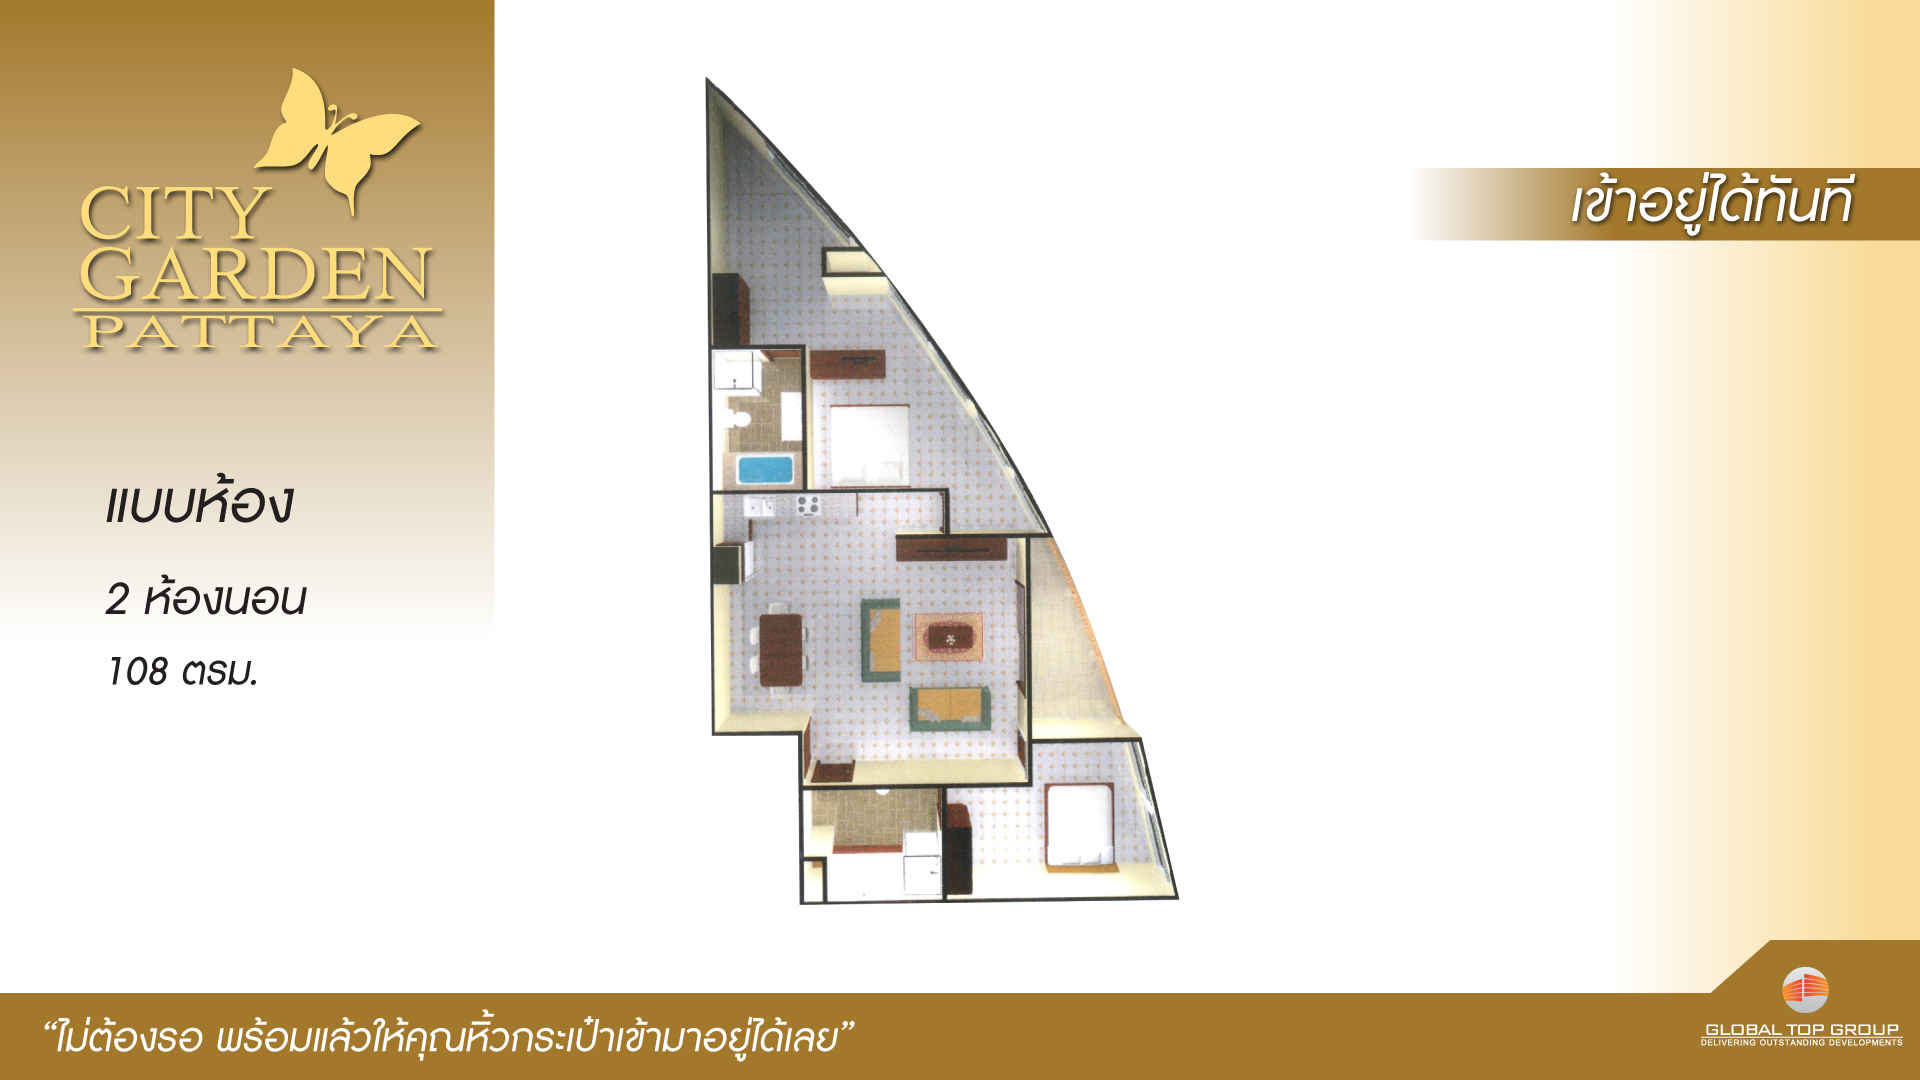 CITY
GARDEN
PATTAYA
แบบห้อง
2 ห้องนอน
108 ตรม.
เข้าอยู่ได้ทันที
“ไม่ต้องรอ พร้อมแล้วให้คุณหิ้วกระเป๋าเข้ามาอยู่ได้เลย”
GLOBAL TOP GROUP
DELIVERING OUTSTANDING DEVELOPMENTS